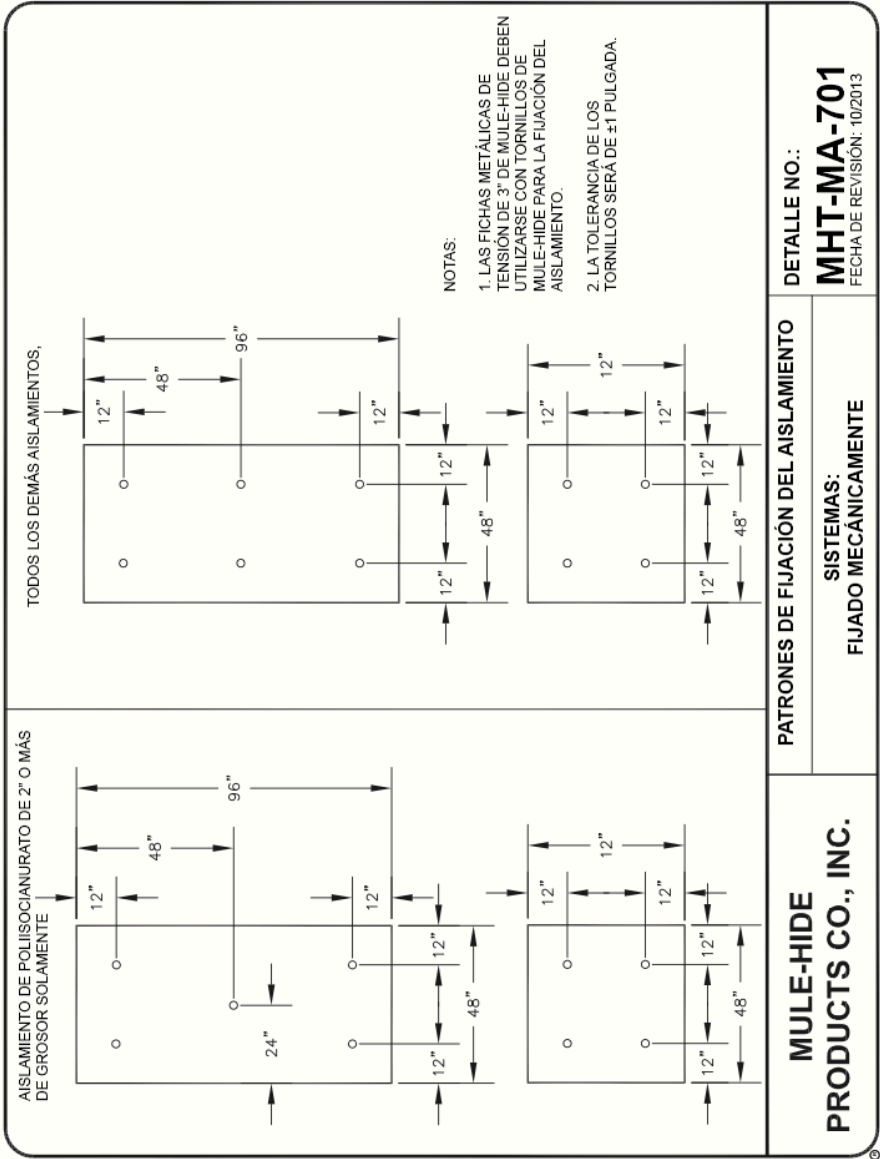 AISLAMIENTO DE POLIISOCIANURATO DE 2" O MÁS
DE GROSOR SOLAMENTE
12"
48"
96"
12"
24"
12"
12"
48"
12"
12"
12"
12"
12"
48"
TODOS LOS DEMÁS AISLAMIENTOS,
12"
48"
96"
12"
12"
12"
48"
12"
12"
12"
12"
12"
48"
NOTAS:
1. LAS FICHAS METÁLICAS DE
TENSIÓN DE 3" DE MULE-HIDE DEBEN
UTILIZARSE CON TORNILLOS DE
MULE-HIDE PARA LA FIJACIÓN DEL
AISLAMIENTO.
2. LA TOLERANCIA DE LOS
TORNILLOS SERÁ DE ±1 PULGADA.
MULE-HIDE
PRODUCTS CO., INC.
PATRONES DE FIJACIÓN DEL AISLAMIENTO
SISTEMAS:
FIJADO MECÁNICAMENTE
DETALLE NO.:
MHT-MA-701
FECHA DE REVISIÓN: 10/2013